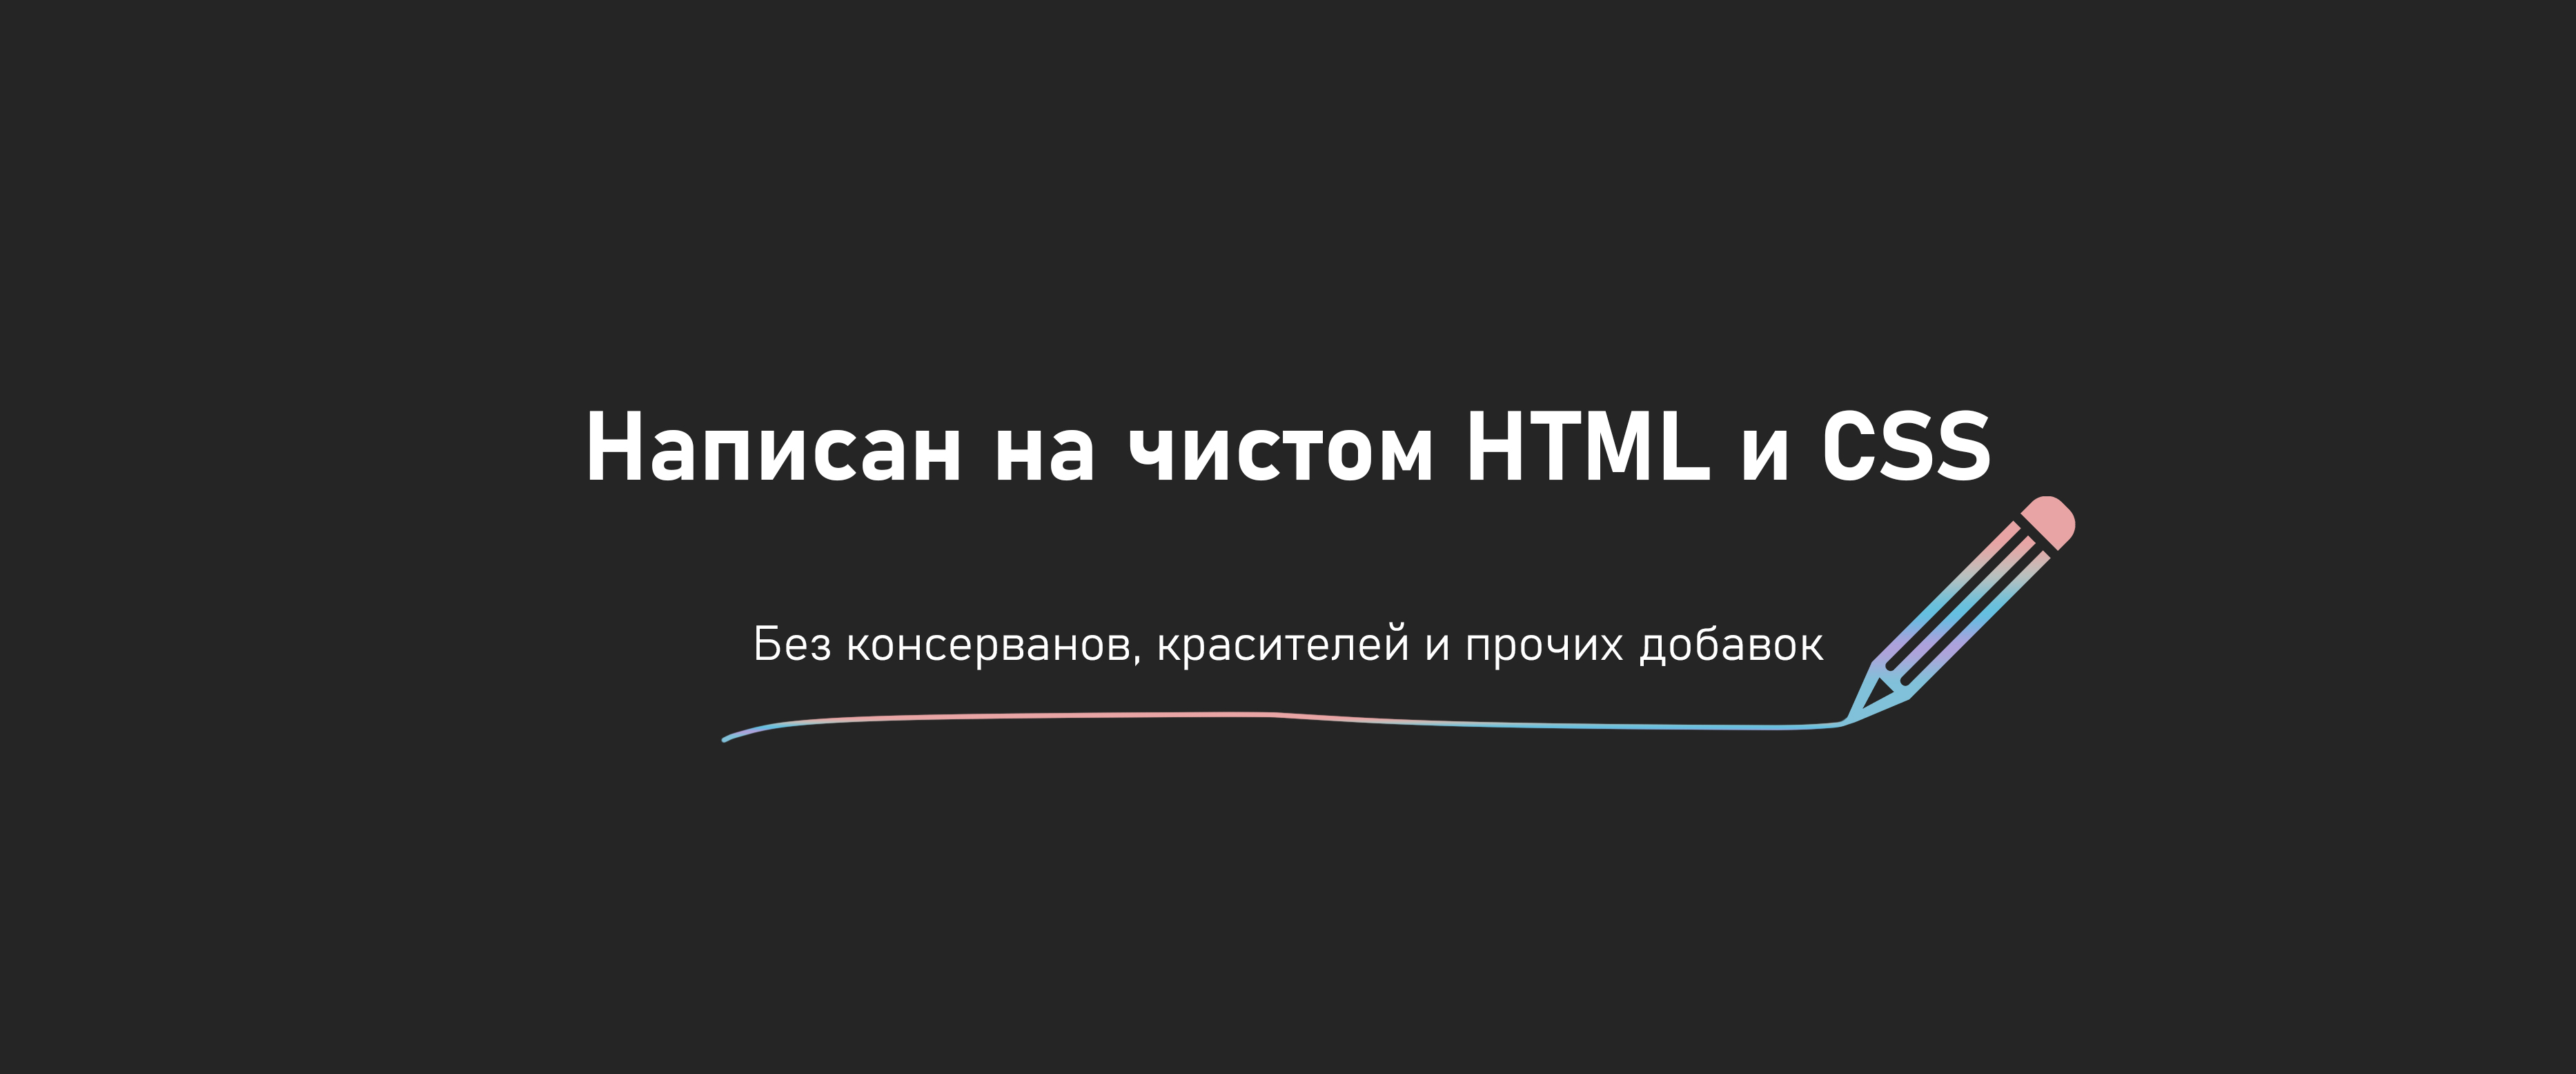 Написан на чистом HTML и CSS
Без консерванов, красителей и прочих добавок